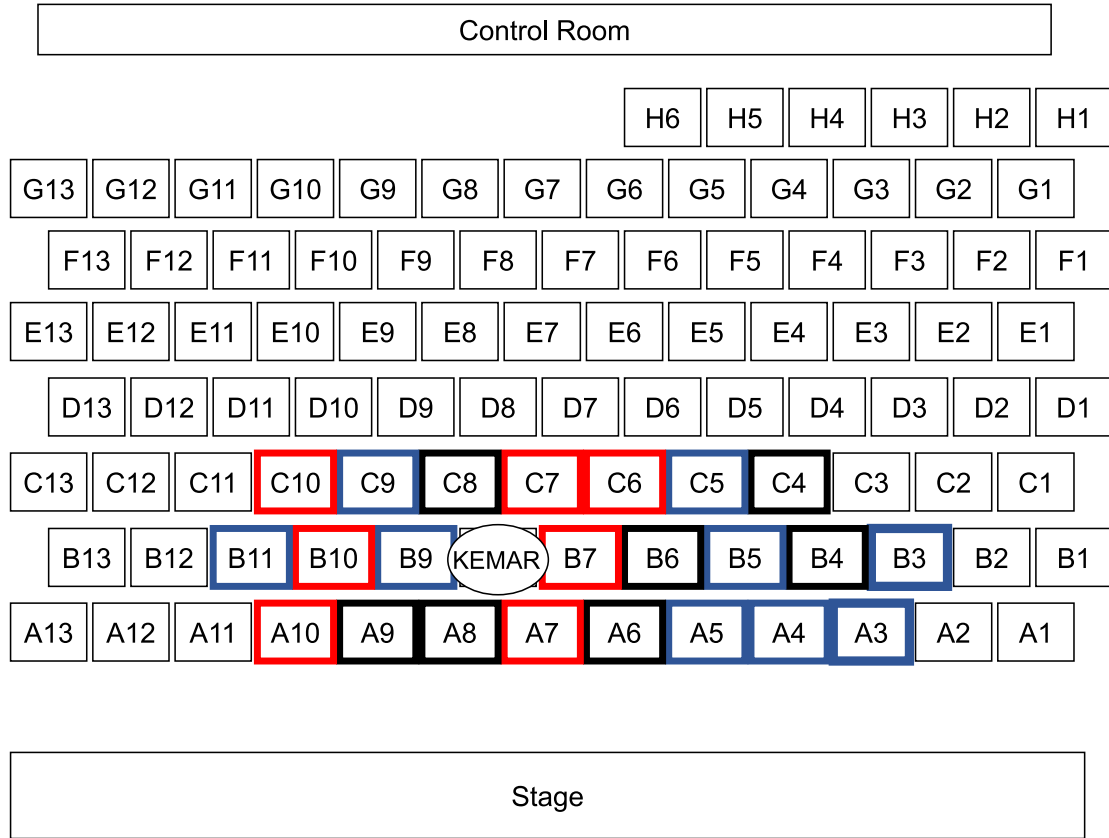 Control Room
H6 H5 H4 H3 H2 H1
G13 G12 G11 G10 G9 G8 G7 G6 G5 G4 G3 G2 G1
F13 F12 F11 F10 F9 F8 F7 F6 F5 F4 F3 F2 F1
E13 E12 E11 E10 E9 E8 E7 E6 E5 E4 E3 E2 E1
D13 D12 D11 D10 D9 D8 D7 D6 D5 D4 D3 D2 D1
C13 C12 C11 C10 C9 C8 C7 C6 C5 C4 C3 C2 C1
B13 B12 B11 B10 B9 KEMAR B7 B6 B5 B4 B3 B2 B1
A13 A12 A11 A10 A9 A8 A7 A6 A5 A4 A3 A2 A1
Stage